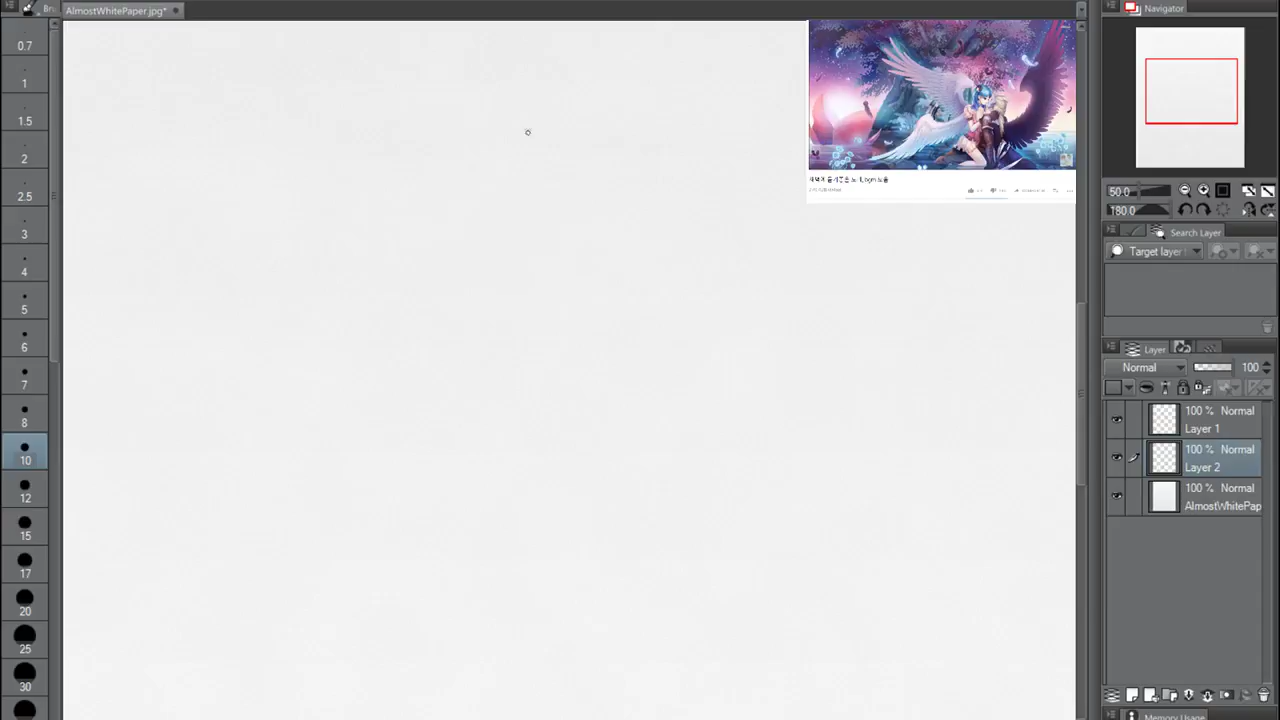 Bru
AlmostWhitePaper.jpg*
Navigator
0.7
1
1.5
2
2.5
3
4
5
6
7
8
10
12
15
17
20
25
30
50.0
180.0
Search Layer
Target layer
Layer
Normal
100
100 % Normal
Layer 1
100 % Normal
Layer 2
100 % Normal
AlmostWhitePap
Memory Usage